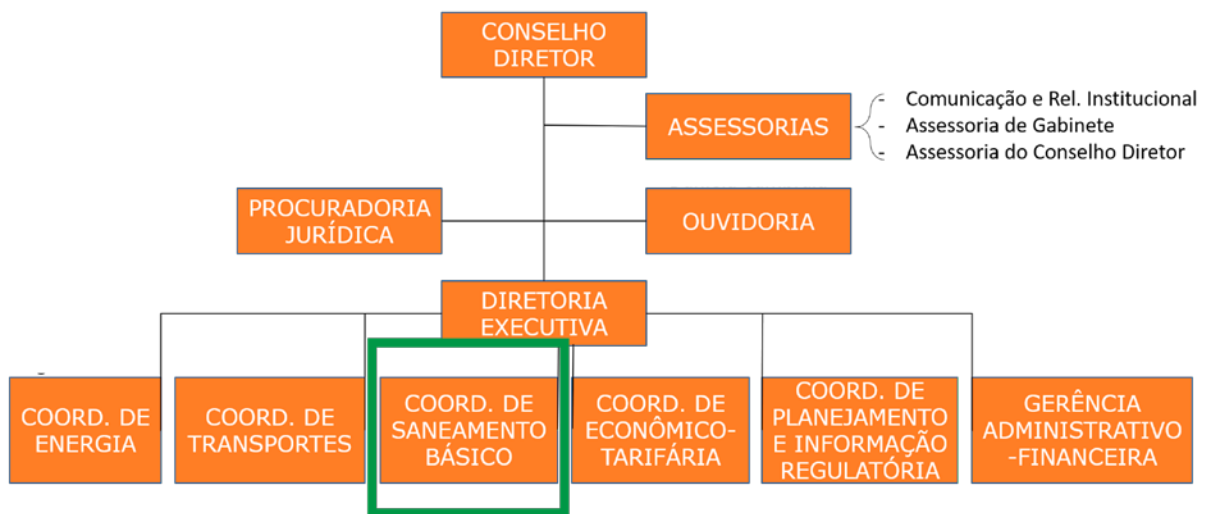 CONSELHO
DIRETOR
ASSESSORIAS
- Comunicação e Rel. Institucional
- Assessoria de Gabinete
- Assessoria do Conselho Diretor
PROCURADORIA
JURÍDICA
OUVIDORIA
DIRETORIA
EXECUTIVA
-
COORD. DE
ENERGIA
COORD. DE
TRANSPORTES
COORD. DE
SANEAMENTO
BÁSICO
COORD. DE
ECONÔMICO-
TARIFÁRIA
COORD. DE
PLANEJAMENTO
E INFORMAÇÃO
REGULATÓRIA
GERÊNCIA
ADMINISTRATIVO
-FINANCEIRA